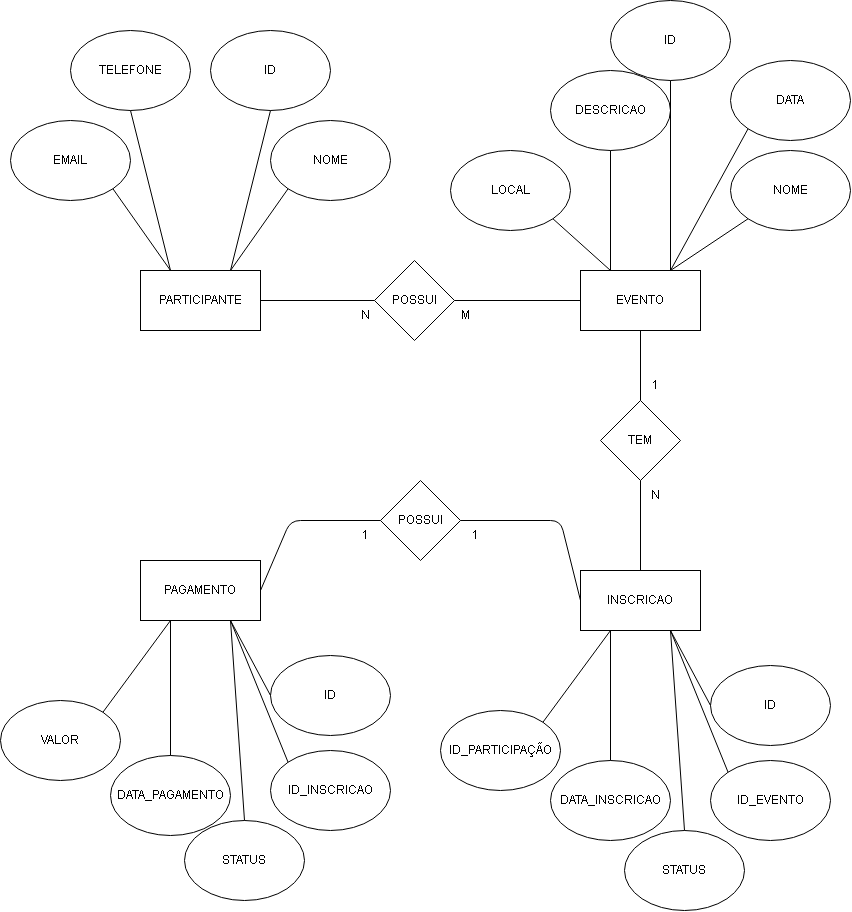 ID
TELEFONE
ID
DESCRICAO
DATA
EMAIL
NOME
LOCAL
NOME
PARTICIPANTE
POSSUI
EVENTO
N
M
1
TEM
N
POSSUI
1
1
PAGAMENTO
INSCRICAO
ID
ID
VALOR
ID_PARTICIPAÇÃO
DATA_PAGAMENTO
ID_INSCRICAO
DATA_INSCRICAO
ID_EVENTO
STATUS
STATUS